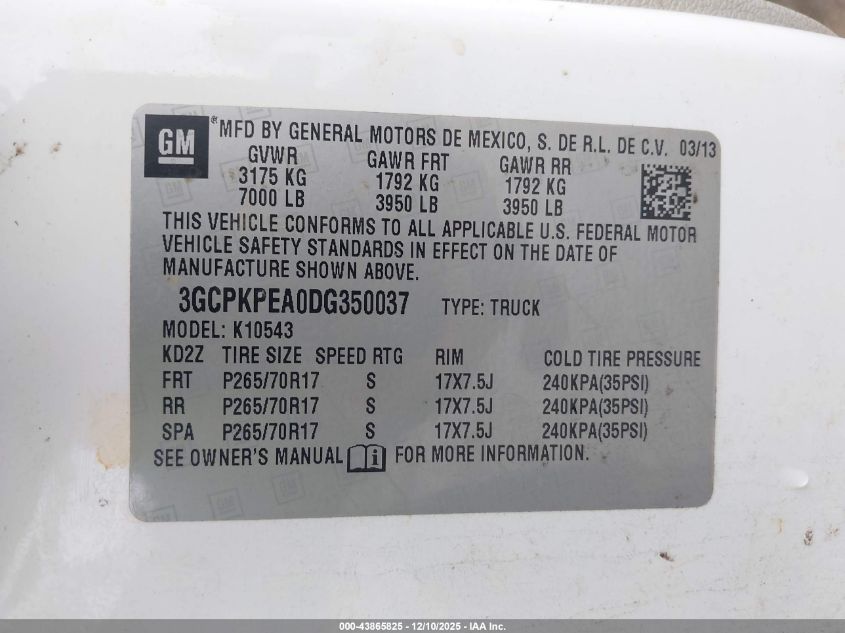 GM ® MFD BY GENERAL MOTORS DE MEXICO, S. DE R.L. DE C.V. 03/13
GVWR GAWR FRT GAWR RR
3175 KG 1792 KG 1792 KG
7000 LB 3950 LB 3950 LB
THIS VEHICLE CONFORMS TO ALL APPLICABLE U.S. FEDERAL MOTOR
VEHICLE SAFETY STANDARDS IN EFFECT ON THE DATE OF
MANUFACTURE SHOWN ABOVE.
3GCPKPEA0DG350037 TYPE: TRUCK
MODEL: K10543
KD2Z TIRE SIZE SPEED RTG RIM COLD TIRE PRESSURE
FRT P265/70R17 S 17X7.5J 240KPA(35PSI)
RR P265/70R17 S 17X7.5J 240KPA(35PSI)
SPA P265/70R17 S 17X7.5J 240KPA(35PSI)
SEE OWNER'S MANUAL i FOR MORE INFORMATION.
000-43865825 - 12/10/2025 - IAA Inc.